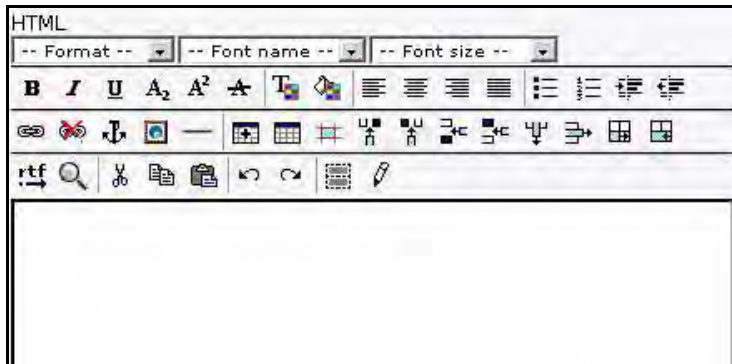 HTML
-- Format -- -- Font name -- -- Font size --
B I U A2 A2 A T
rtf